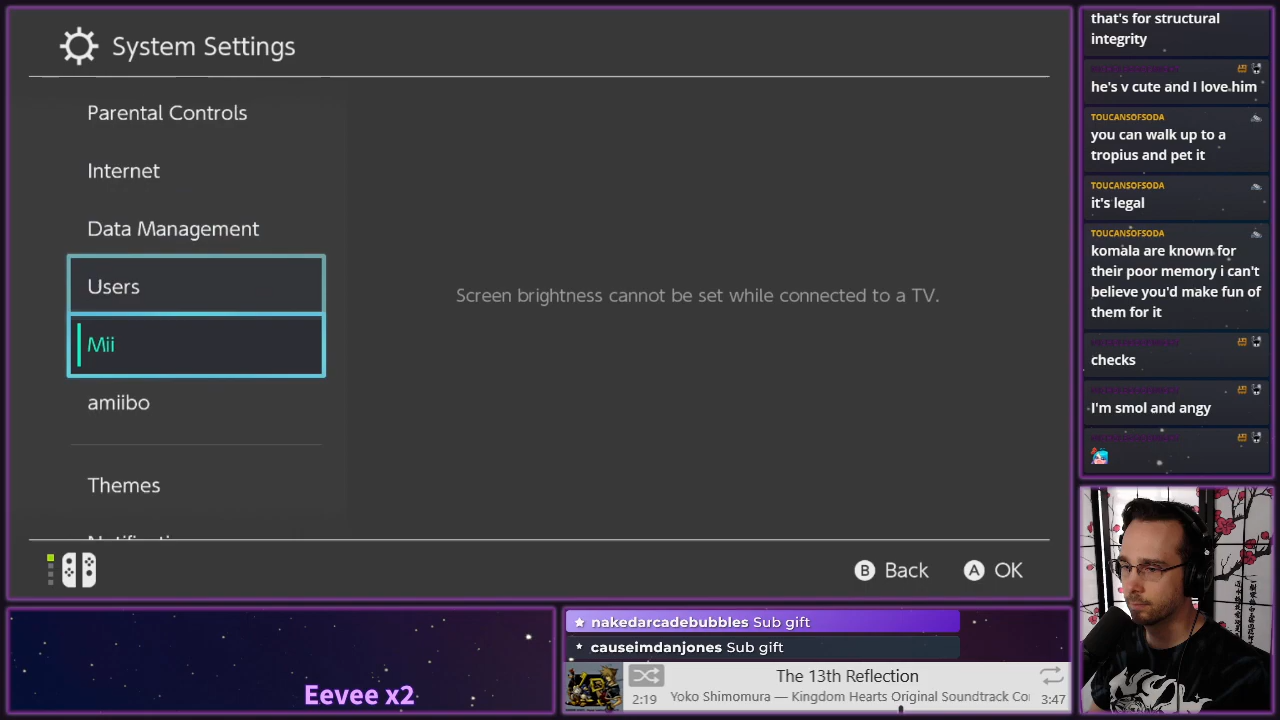 System Settings
Parental Controls
Internet
Data Management
Users
Mii
amiibo
Themes
Screen brightness cannot be set while connected to a TV.
B Back
A OK
that's for structural
integrity
he's v cute and I love him
TOUCANSOFSODA
you can walk up to a
tropius and pet it
TOUCANSOFSODA
it's legal
TOUCANSOFSODA
komala are known for
their poor memory i can't
believe you'd make fun of
them for it
checks
I'm smol and angy
Eevee x2
nakedarcadebubbles Sub gift
causeimdanjones Sub gift
The 13th Reflection
2:19
Yoko Shimomura — Kingdom Hearts Original Soundtrack
3:47